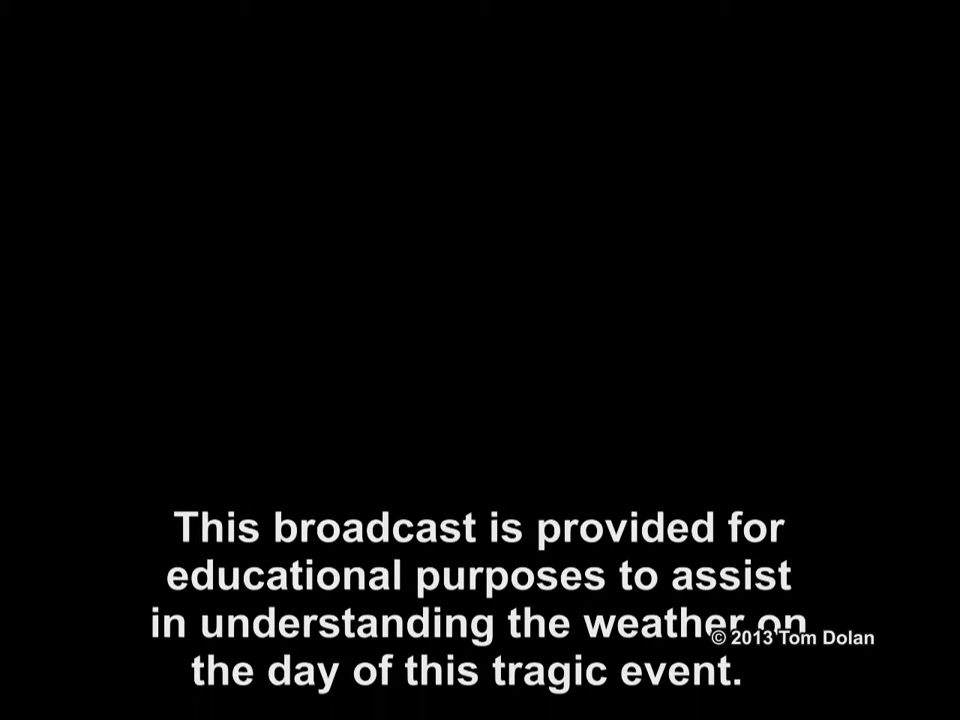 This broadcast is provided for
educational purposes to assist
in understanding the weather on
© 2013 Tom Dolan
the day of this tragic event.